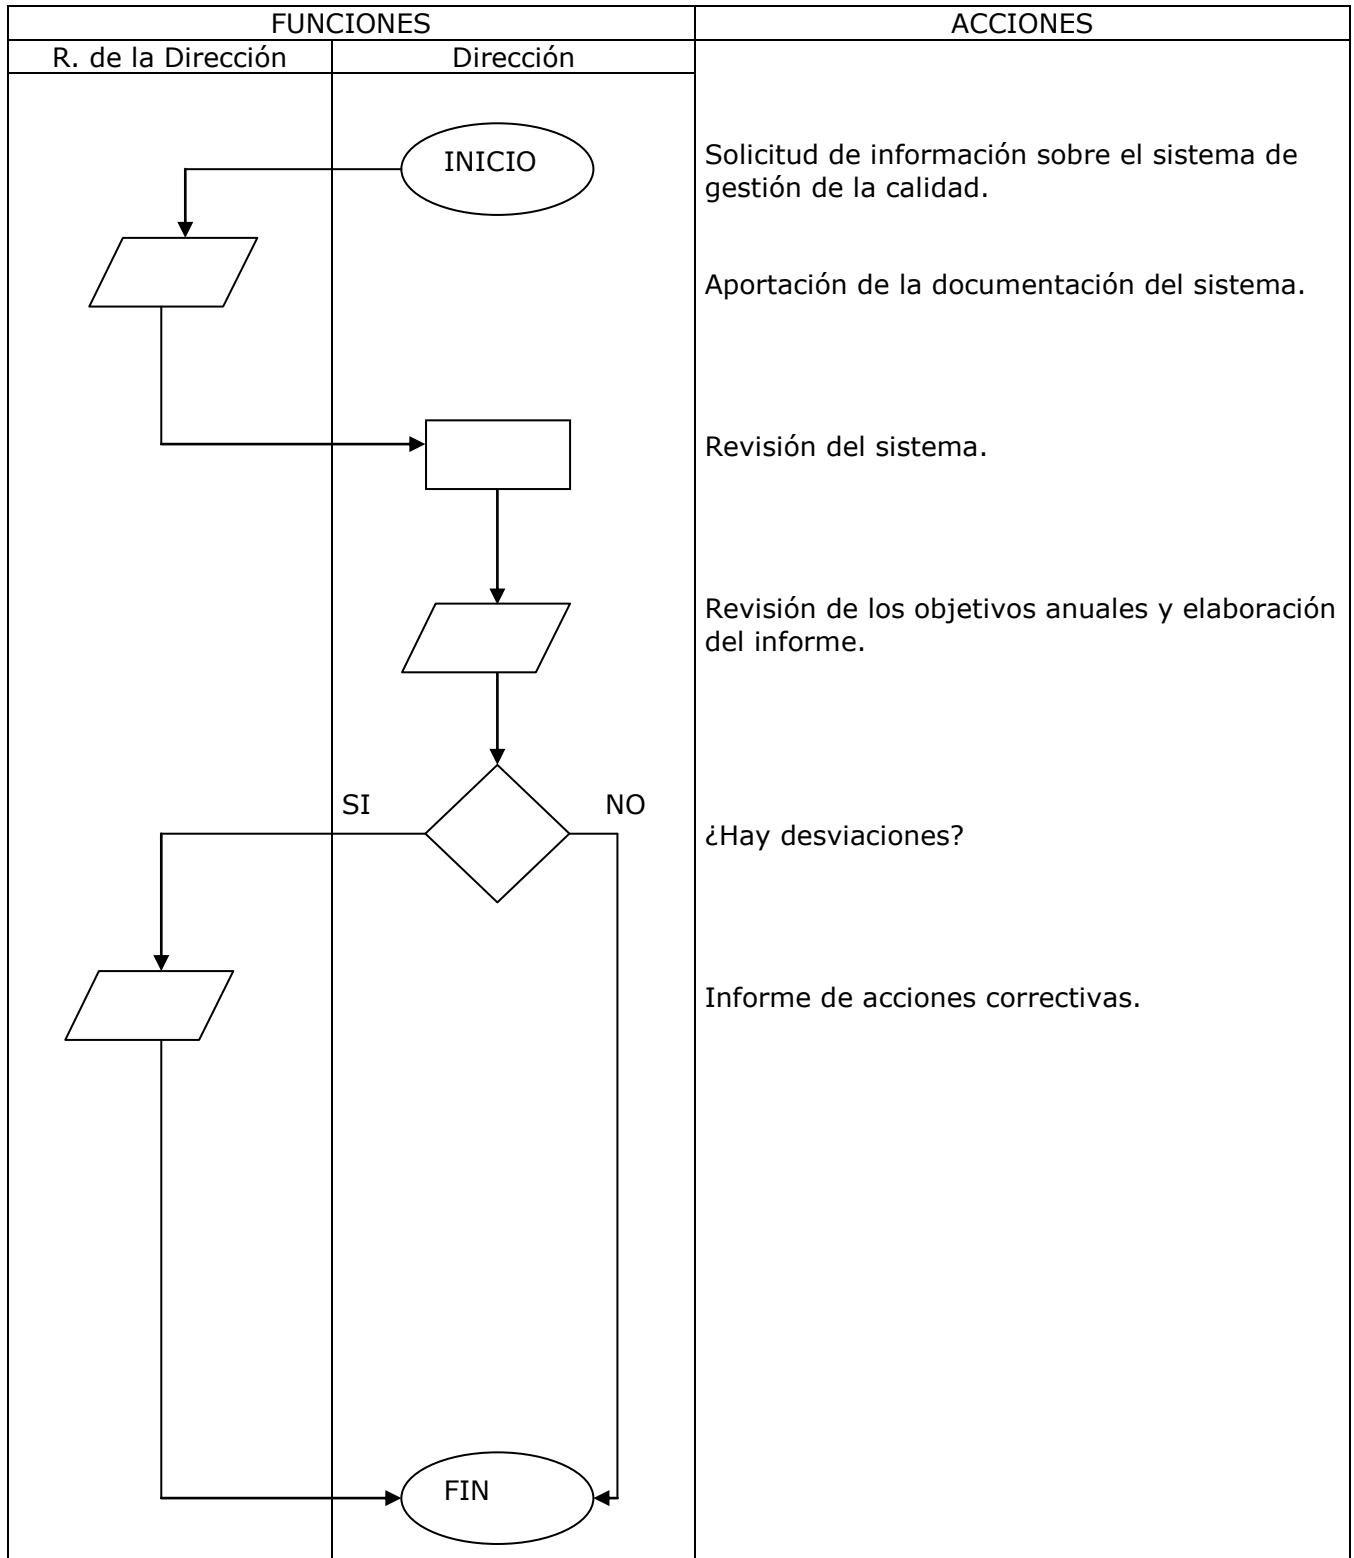 FUNCIONES
ACCIONES
R. de la Dirección
Dirección
INICIO
Solicitud de información sobre el sistema de
gestión de la calidad.
Aportación de la documentación del sistema.
Revisión del sistema.
Revisión de los objetivos anuales y elaboración
del informe.
SI
NO
¿Hay desviaciones?
Informe de acciones correctivas.
FIN